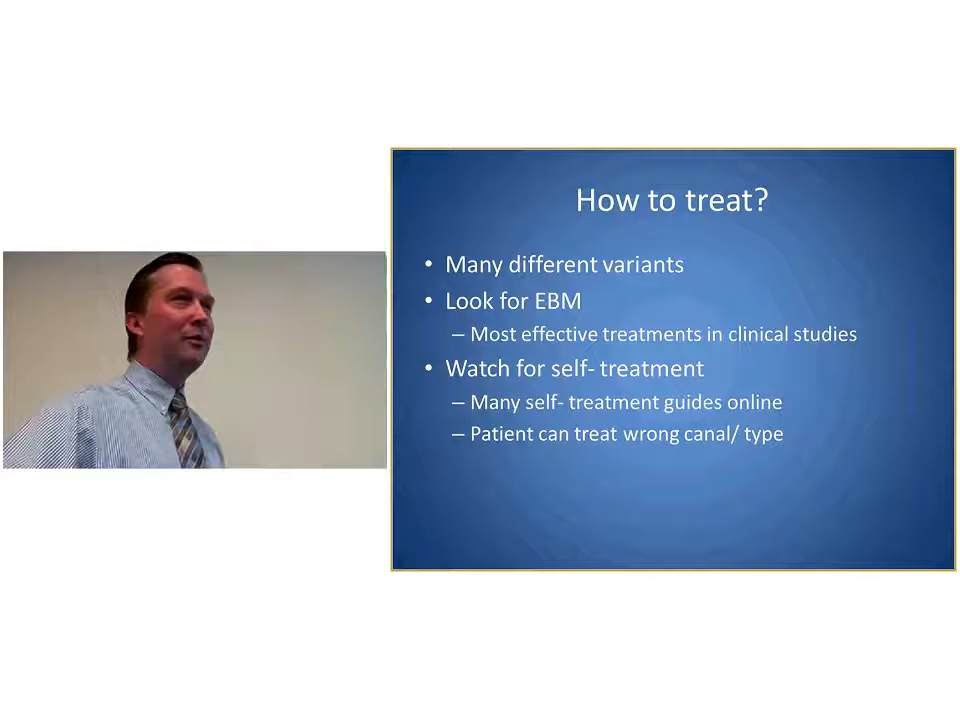 How to treat?
• Many different variants
• Look for EBM
– Most effective treatments in clinical studies
• Watch for self- treatment
– Many self- treatment guides online
– Patient can treat wrong canal/ type